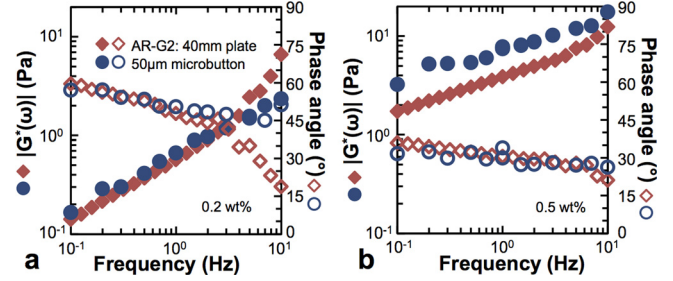 AR-G2: 40mm plate
50µm microbutton
|G*(ω)| (Pa)
10¹
10⁰
10⁻¹
90
75
60
45
30
15
0
Phase angle (°)
0.2 wt%
10⁻¹
10⁰
10¹
Frequency (Hz)
a
|G*(ω)| (Pa)
10¹
10⁰
10⁻¹
90
75
60
45
30
15
0
Phase angle (°)
0.5 wt%
10⁻¹
10⁰
10¹
Frequency (Hz)
b